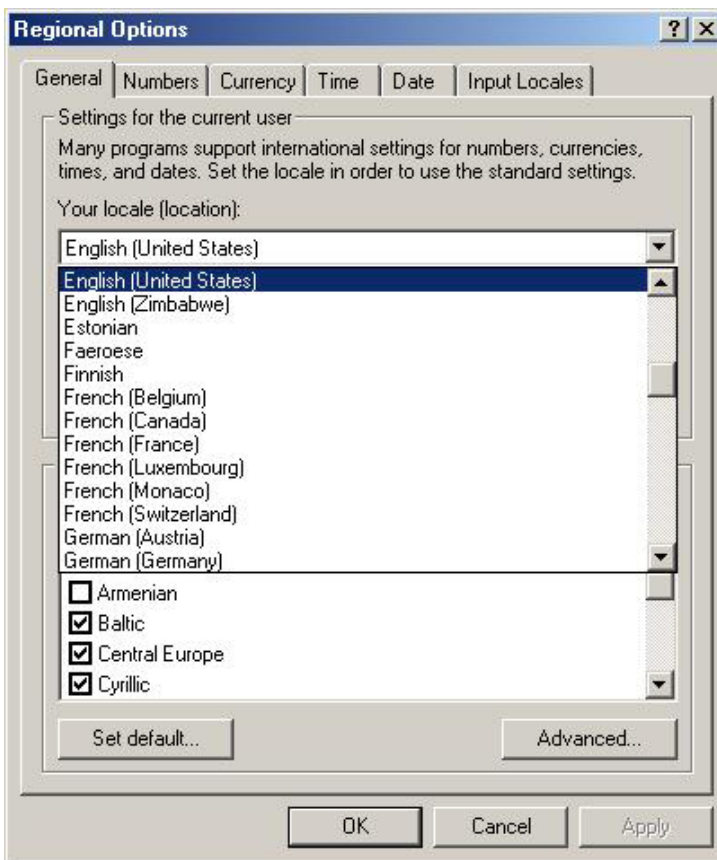 Regional Options
General Numbers Currency Time Date Input Locales
Settings for the current user
Many programs support international settings for numbers, currencies,
times, and dates. Set the locale in order to use the standard settings.
Your locale (location):
English (United States)
English (United States)
English (Zimbabwe)
Estonian
Faeroese
Finnish
French (Belgium)
French (Canada)
French (France)
French (Luxembourg)
French (Monaco)
French (Switzerland)
German (Austria)
German (Germany)
Armenian
Baltic
Central Europe
Cyrillic
Set default... Advanced...
OK Cancel Apply